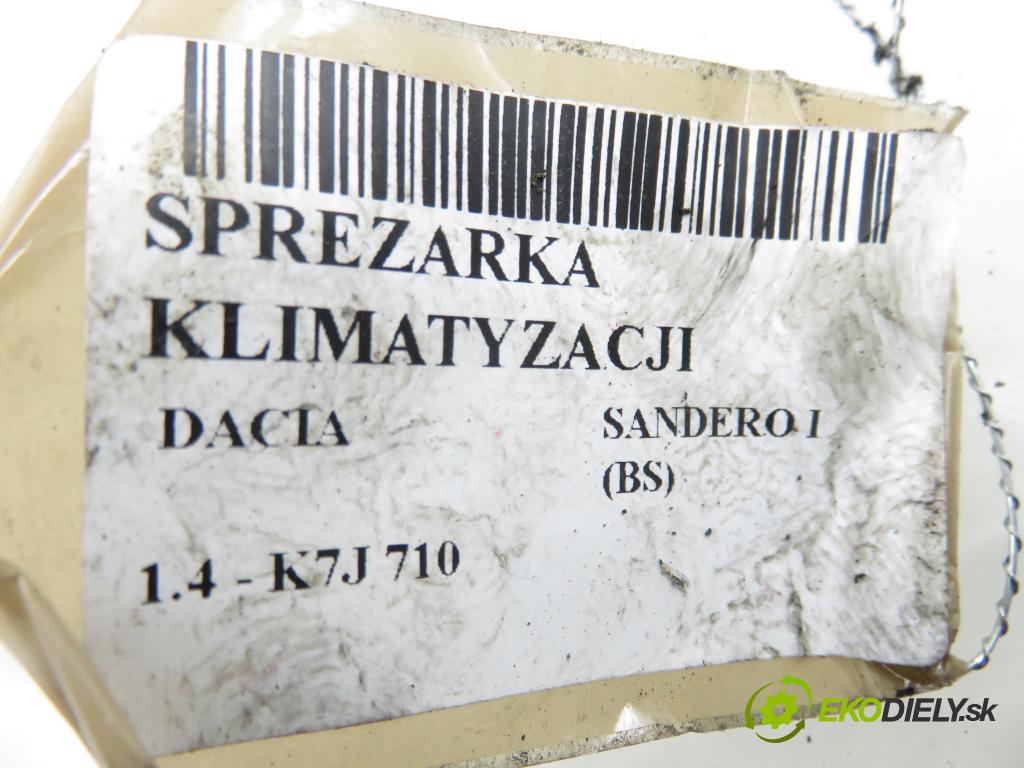 SPREZARKA
KLIMATYZACJI
DACIA SANDERO I
(BS)
1.4 - K7J 710
EKODIELY.sk